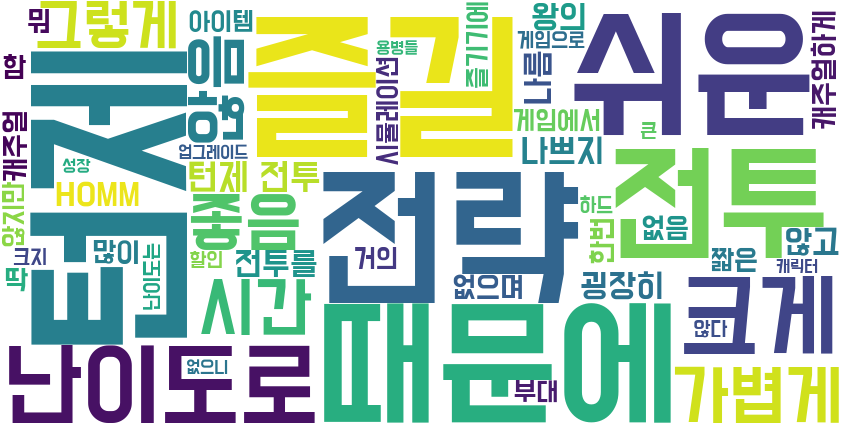 뭐
그렇게
아이템
음
즐길
용병들
즐기기에
왕의
게임으로
나름
쉬운
캐주얼하게
함
캐주얼
턴제
험
업그레이드
시뮬레이션
게임에서
나쁘지
큰
성장
HOMM
턴제 전투
좋음
전략
전투
하드
한번
없음
않고
않지만
크지
딱
많이
난이도는
할인
전투를
거의
없으며
굉장히
짧은
캐릭터
시간
때문에
크게
않다
난이도로
없으니
부대
가볍게